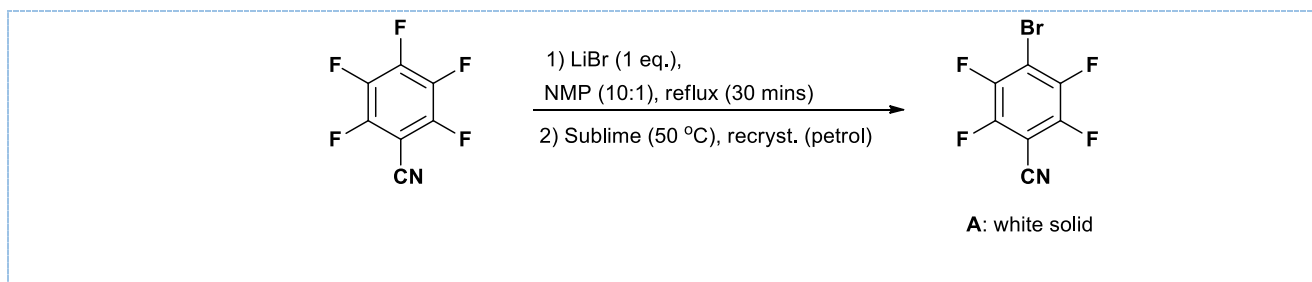 F
F
F
F
F
CN
1) LiBr (1 eq.),
NMP (10:1), reflux (30 mins)
2) Sublime (50 °C), recryst. (petrol)
Br
F
F
F
F
CN
A: white solid